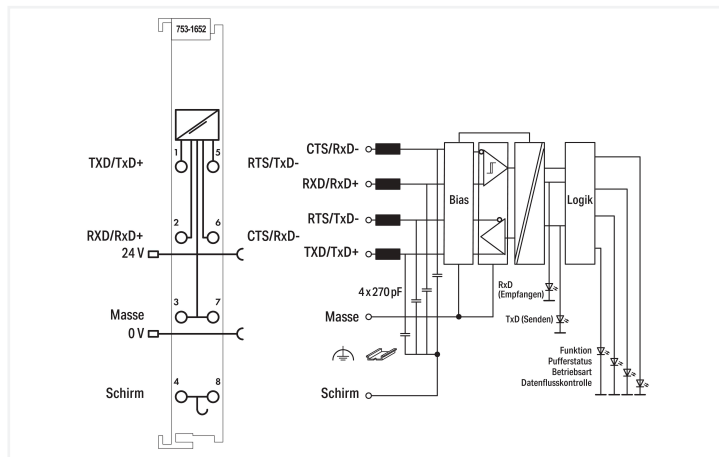 753-1652
1
5
TXD/TxD+
RTS/TxD-
2
6
RXD/RxD+
CTS/RxD-
24 V
3
7
Masse
0 V
4
8
Schirm
CTS/RxD-
RXD/RxD+
RTS/TxD-
TXD/TxD+
Bias
Logik
4 x 270 pF
RxD
(Empfangen)
Masse
TxD (Senden)
Funktion
Pufferstatus
Betriebsart
Datenflusskontrolle
Schirm